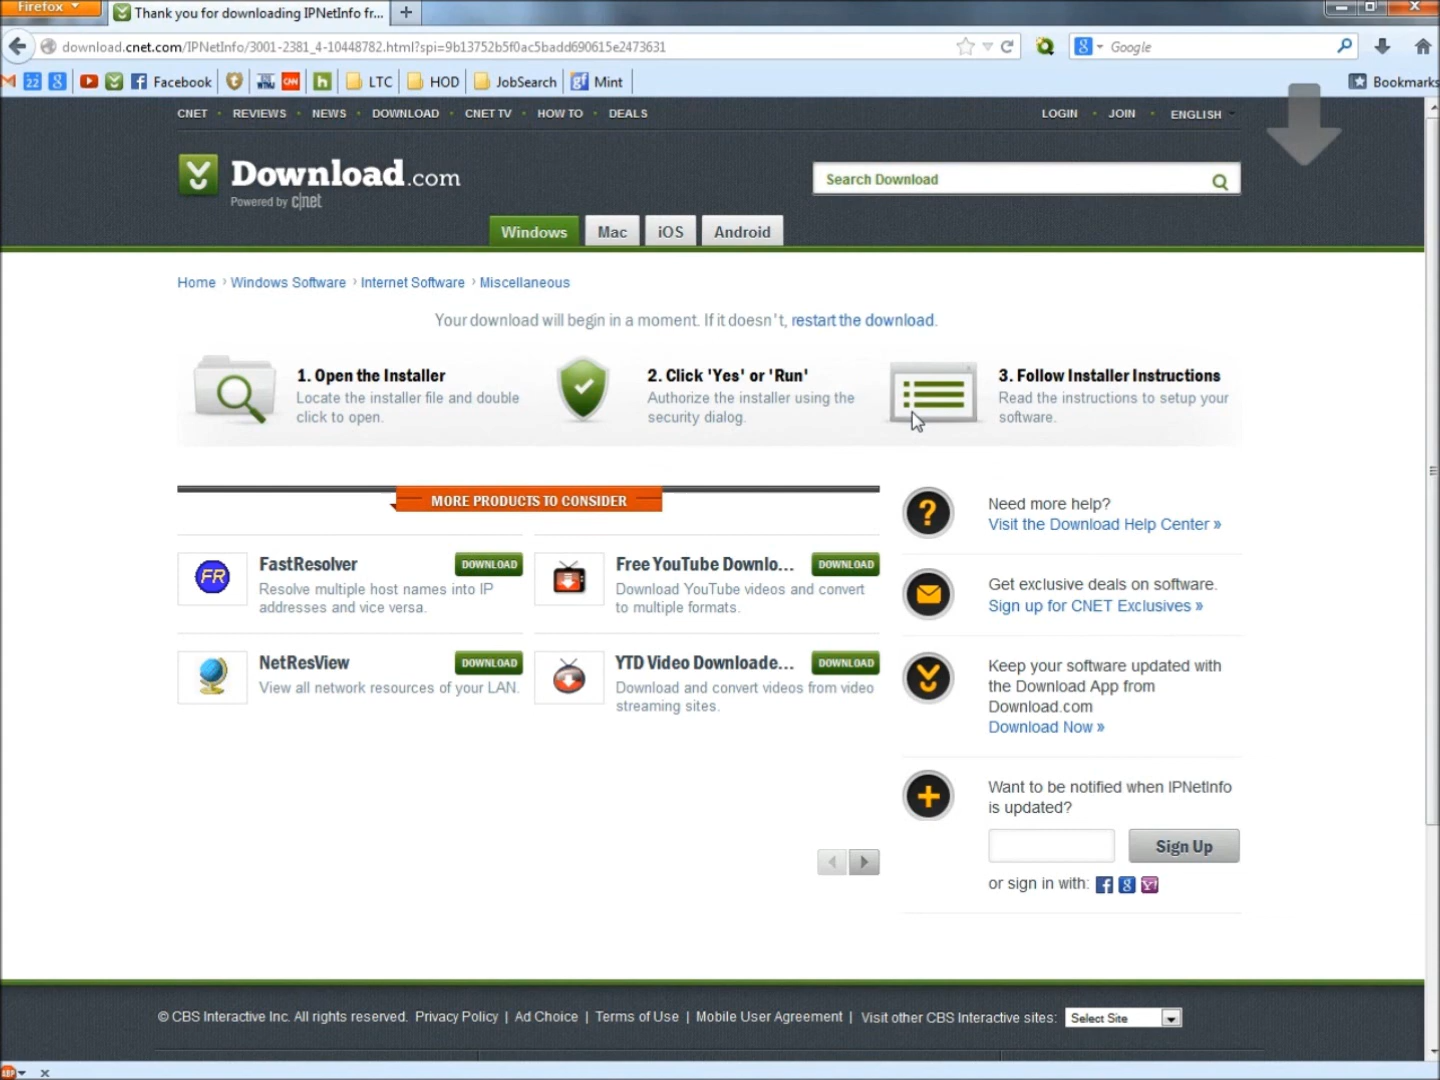 Firefox
Thank you for downloading IPNetInfo fr...
download.cnet.com/IPNetInfo/3001-2381_4-10448782.html?spi=9b13752b5f0ac5badd690615e2473631
Google
22
Facebook
CNN
h
LTC
HOD
JobSearch
gf Mint
Bookmarks
CNET
REVIEWS
NEWS
DOWNLOAD
CNET TV
HOW TO
DEALS
LOGIN
JOIN
ENGLISH
Download.com
Powered by c|net
Search Download
Windows
Mac
iOS
Android
Home › Windows Software › Internet Software › Miscellaneous
Your download will begin in a moment. If it doesn't, restart the download.
1. Open the Installer
Locate the installer file and double
click to open.
2. Click 'Yes' or 'Run'
Authorize the installer using the
security dialog.
3. Follow Installer Instructions
Read the instructions to setup your
software.
MORE PRODUCTS TO CONSIDER
FR
FastResolver
DOWNLOAD
Resolve multiple host names into IP
addresses and vice versa.
Free YouTube Downlo...
DOWNLOAD
Download YouTube videos and convert
to multiple formats.
NetResView
DOWNLOAD
View all network resources of your LAN.
YTD Video Downloade...
DOWNLOAD
Download and convert videos from video
streaming sites.
?
Need more help?
Visit the Download Help Center »
Get exclusive deals on software.
Sign up for CNET Exclusives »
Keep your software updated with
the Download App from
Download.com
Download Now »
Want to be notified when IPNetInfo
is updated?
Sign Up
or sign in with:
© CBS Interactive Inc. All rights reserved. Privacy Policy | Ad Choice | Terms of Use | Mobile User Agreement | Visit other CBS Interactive sites: Select Site
ABP